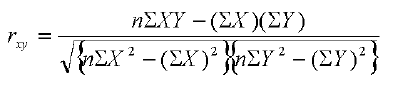 r_xy = nΣXY − (ΣX)(ΣY) / √{nΣX² − (ΣX)²}{nΣY² − (ΣY)²}